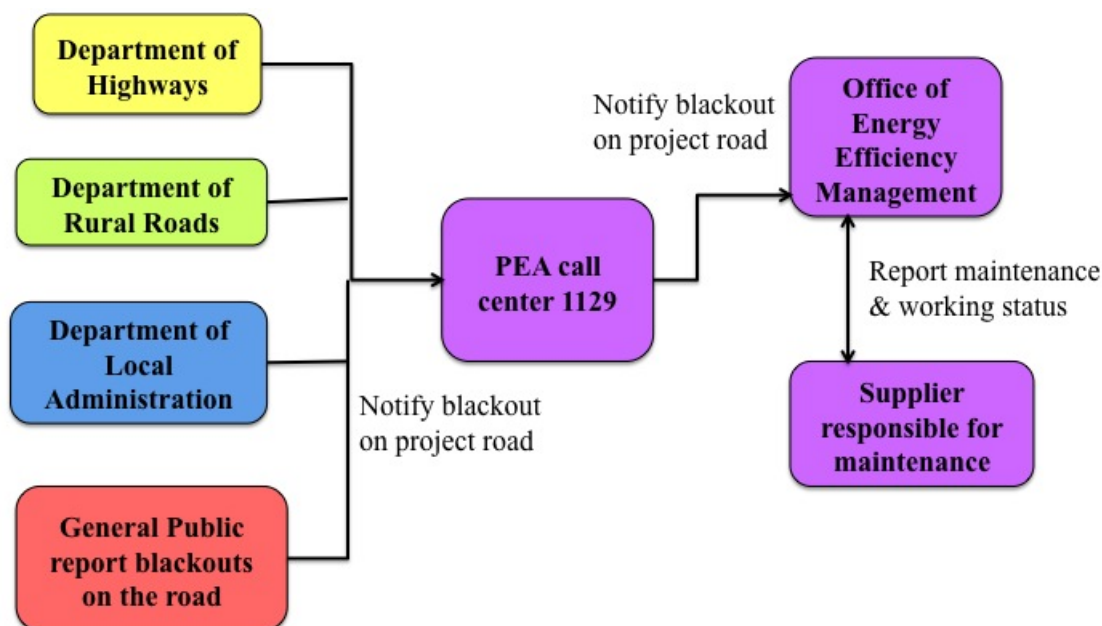 Department of
Highways
Department of
Rural Roads
Department of
Local
Administration
General Public
report blackouts
on the road
Notify blackout
on project road
PEA call
center 1129
Notify blackout
on project road
Office of
Energy
Efficiency
Management
Report maintenance
& working status
Supplier
responsible for
maintenance